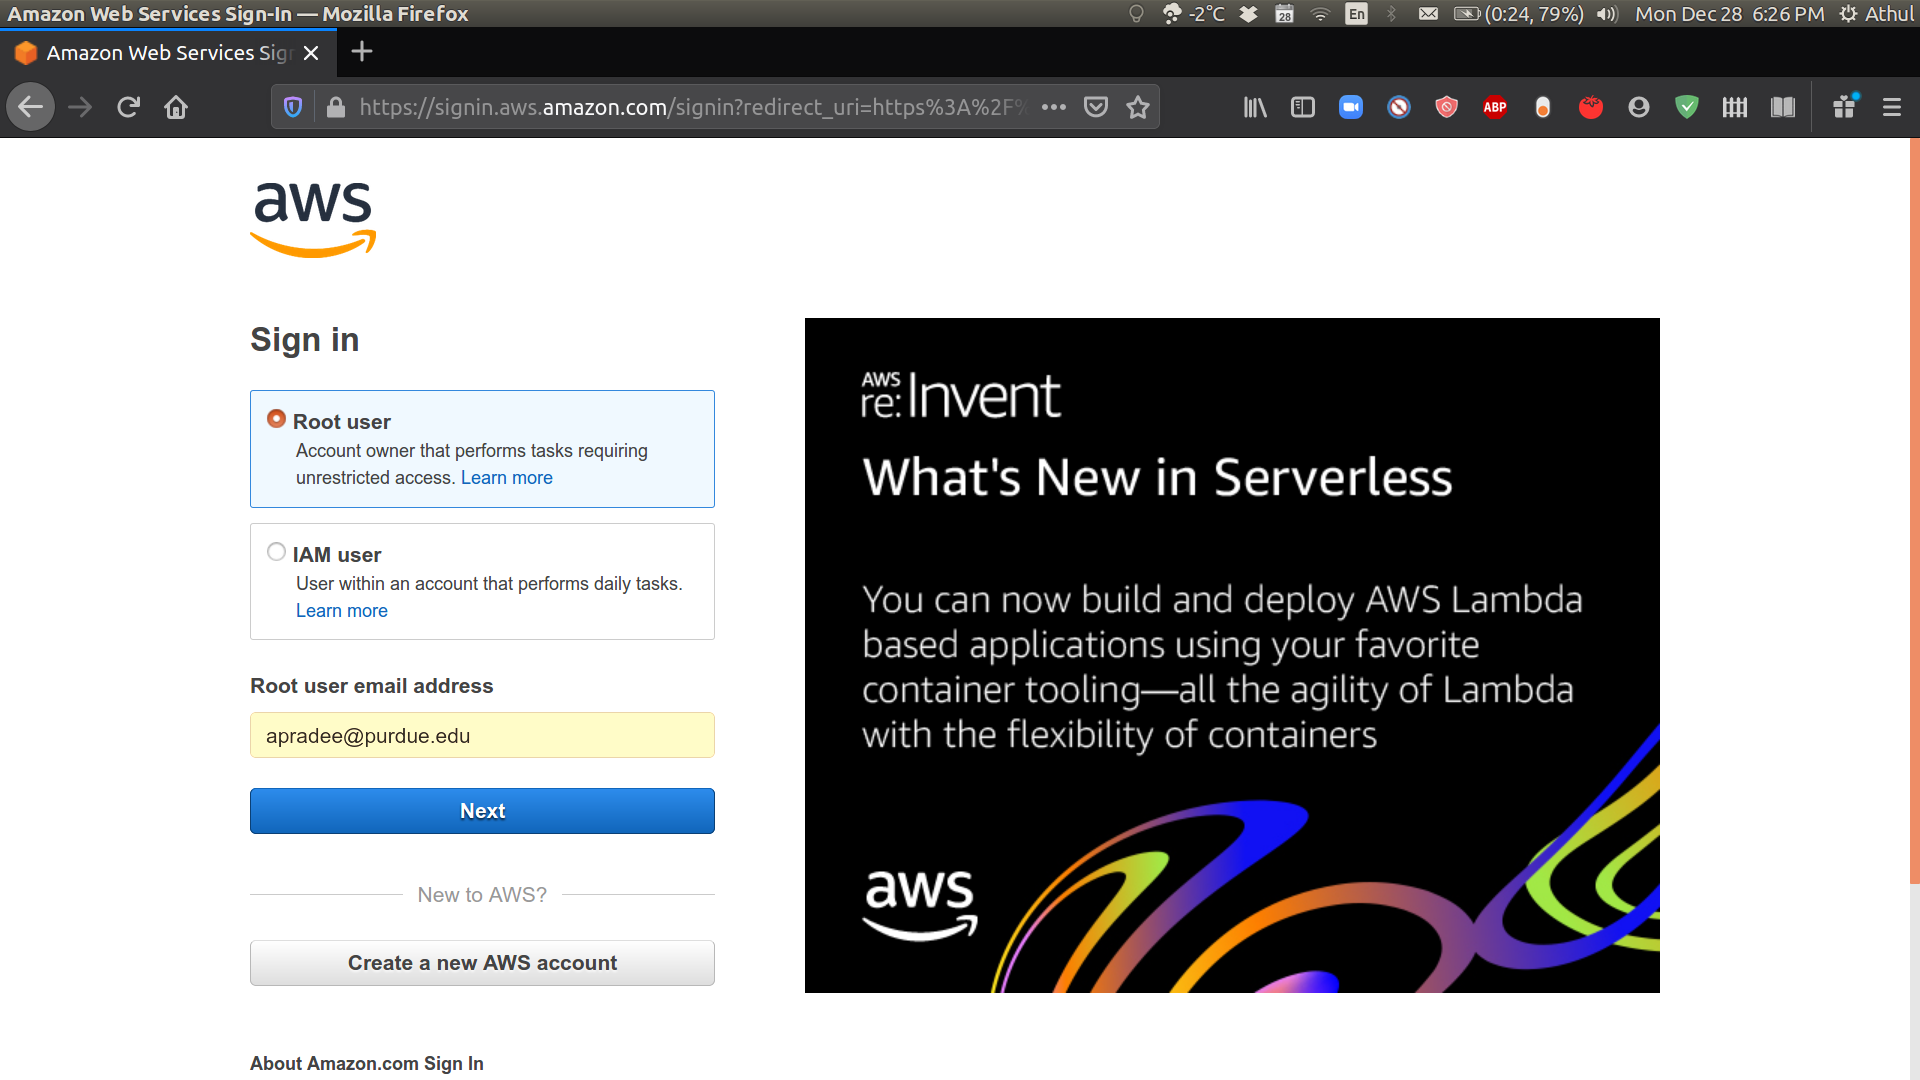 Amazon Web Services Sign-In — Mozilla Firefox
-2°C
28
En
(0:24, 79%)
Mon Dec 28 6:26 PM
Athul
Amazon Web Services Sign
https://signin.aws.amazon.com/signin?redirect_uri=https%3A%2F%
ABP
aws
Sign in
Root user
Account owner that performs tasks requiring
unrestricted access. Learn more
IAM user
User within an account that performs daily tasks.
Learn more
Root user email address
apradee@purdue.edu
Next
New to AWS?
Create a new AWS account
About Amazon.com Sign In
AWS
re:Invent
What's New in Serverless
You can now build and deploy AWS Lambda
based applications using your favorite
container tooling—all the agility of Lambda
with the flexibility of containers
aws